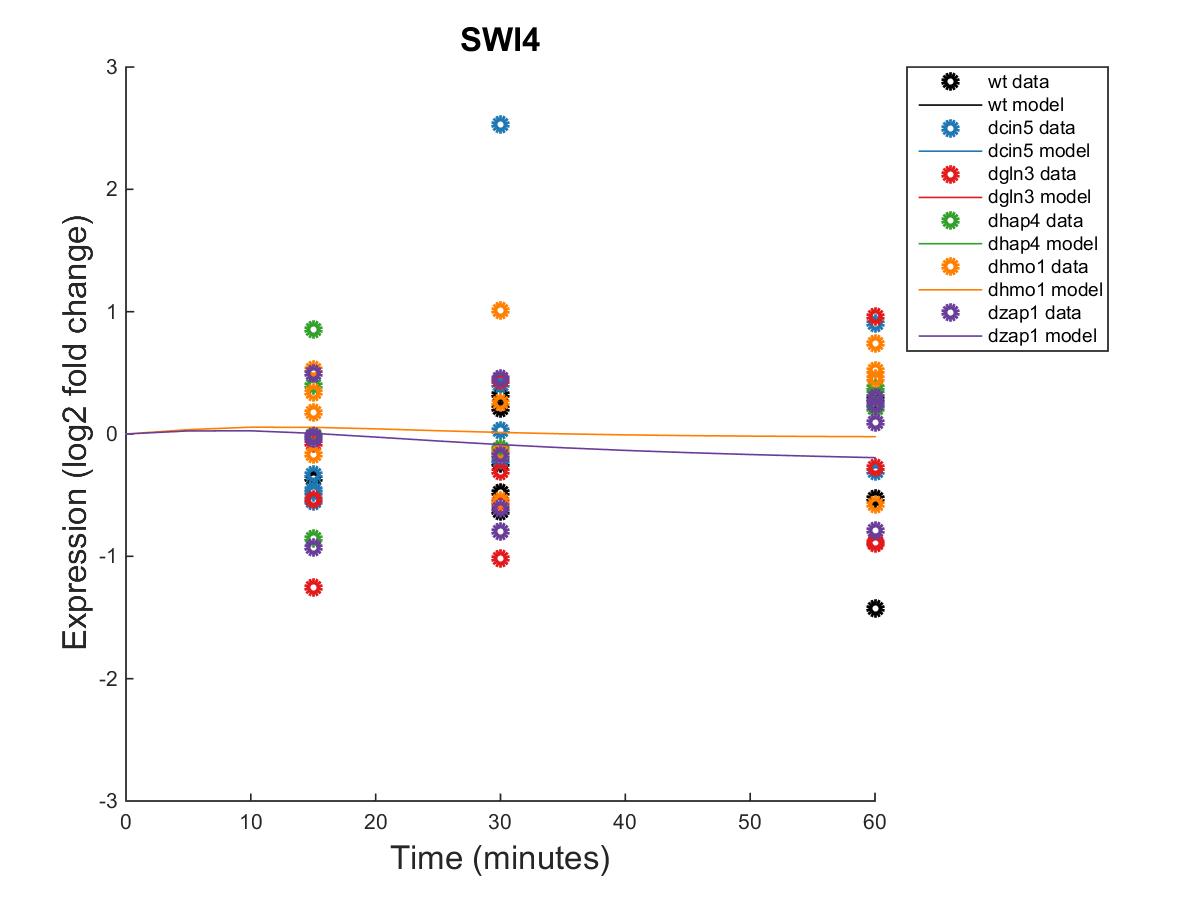 SWI4
3
2
1
0
-1
-2
-3
Expression (log2 fold change)
0 10 20 30 40 50 60
Time (minutes)
wt data
wt model
dcin5 data
dcin5 model
dgln3 data
dgln3 model
dhap4 data
dhap4 model
dhmo1 data
dhmo1 model
dzap1 data
dzap1 model